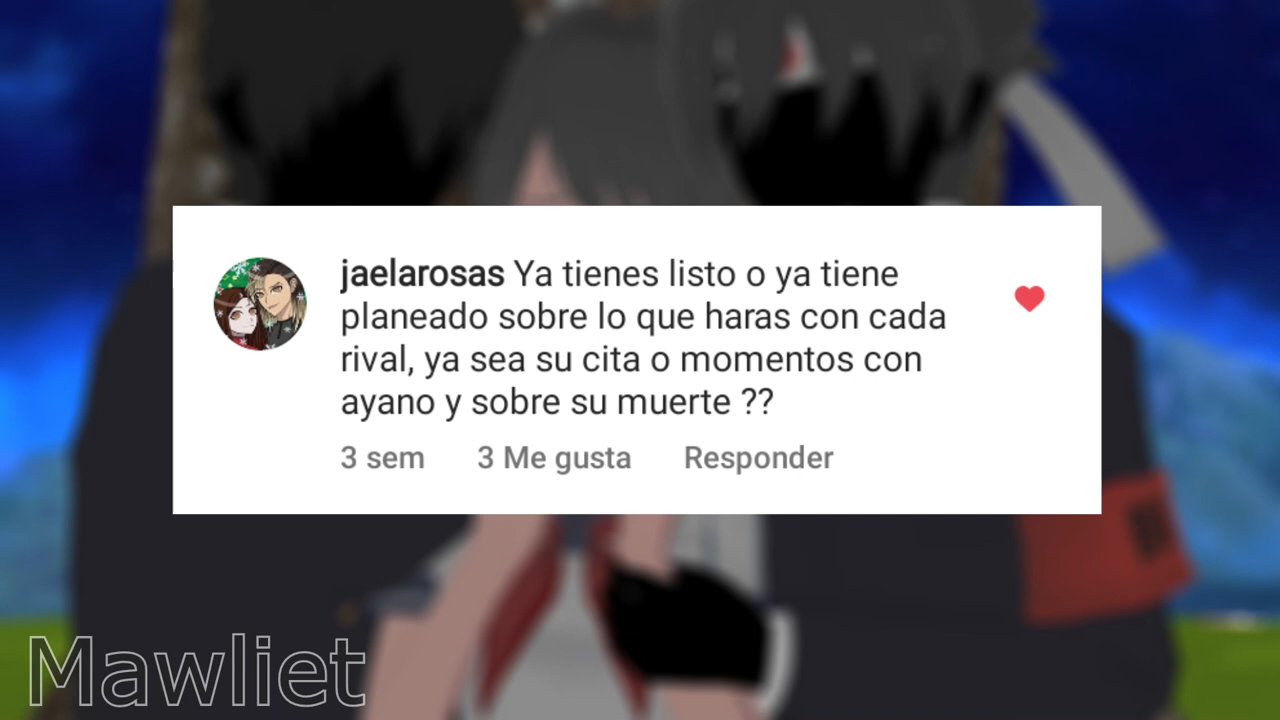 jaelarosas Ya tienes listo o ya tiene
planeado sobre lo que haras con cada
rival, ya sea su cita o momentos con
ayano y sobre su muerte ??
3 sem 3 Me gusta Responder
Mawliet